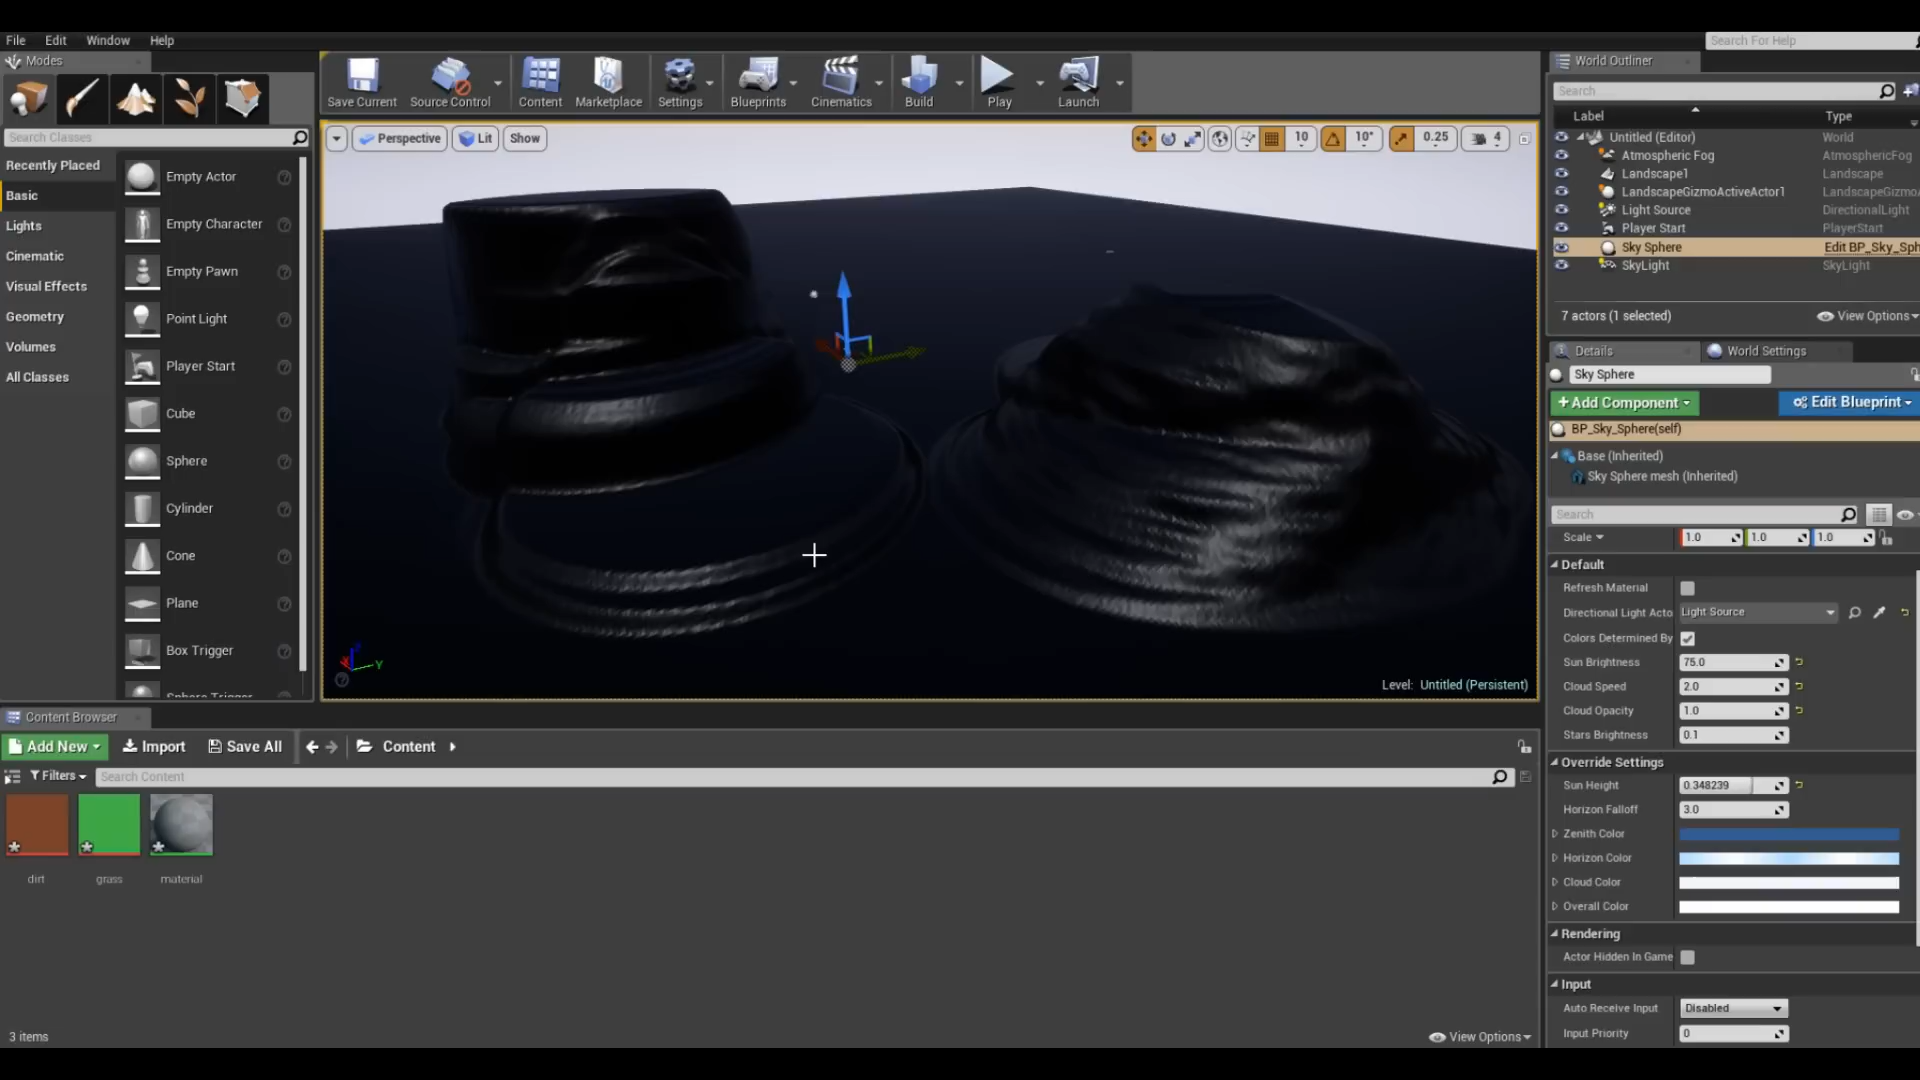 File Edit Window Help
Search For Help
Modes
Save Current Source Control Content Marketplace Settings Blueprints Cinematics Build Play Launch
World Outliner
Search
Search Classes
Perspective Lit Show 10 10° 0.25 4
Label Type
Untitled (Editor) World
Atmospheric Fog AtmosphericFog
Landscape1 Landscape
LandscapeGizmoActiveActor1 LandscapeGizmo
Light Source DirectionalLight
Player Start PlayerStart
Sky Sphere Edit BP_Sky_Sph
SkyLight SkyLight
7 actors (1 selected) View Options
Recently Placed
Basic
Lights
Cinematic
Visual Effects
Geometry
Volumes
All Classes
Empty Actor
Empty Character
Empty Pawn
Point Light
Player Start
Cube
Sphere
Cylinder
Cone
Plane
Box Trigger
Sphere Trigger
X Z Y
Level: Untitled (Persistent)
Details World Settings
Sky Sphere
+Add Component Edit Blueprint
BP_Sky_Sphere(self)
Base (Inherited)
Sky Sphere mesh (Inherited)
Search
Scale 1.0 1.0 1.0
Default
Refresh Material
Directional Light Acto Light Source
Colors Determined By
Sun Brightness 75.0
Cloud Speed 2.0
Cloud Opacity 1.0
Stars Brightness 0.1
Override Settings
Sun Height 0.348239
Horizon Falloff 3.0
Zenith Color
Horizon Color
Cloud Color
Overall Color
Rendering
Actor Hidden In Game
Input
Auto Receive Input Disabled
Input Priority 0
Content Browser
Add New Import Save All Content
Filters Search Content
dirt grass material
3 items View Options